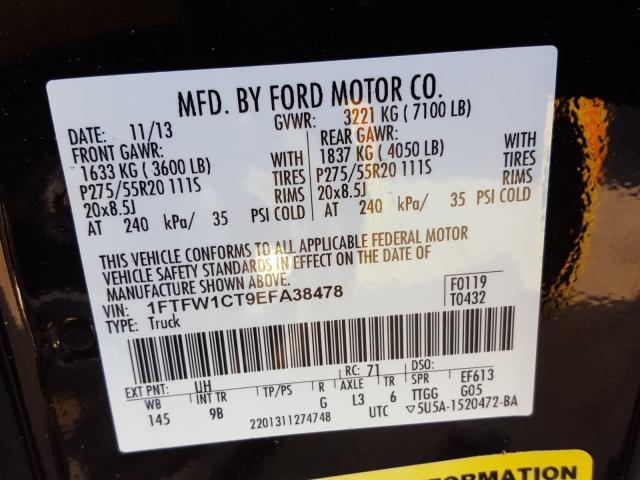 MFD. BY FORD MOTOR CO.
DATE: 11/13 GVWR: 3221 KG ( 7100 LB)
FRONT GAWR: REAR GAWR:
1633 KG ( 3600 LB) WITH 1837 KG ( 4050 LB) WITH
P275/55R20 111S TIRES P275/55R20 111S TIRES
20x8.5J RIMS 20x8.5J RIMS
AT 240 kPa/ 35 PSI COLD AT 240 kPa/ 35 PSI COLD
THIS VEHICLE CONFORMS TO ALL APPLICABLE FEDERAL MOTOR
VEHICLE SAFETY STANDARDS IN EFFECT ON THE DATE OF
MANUFACTURE SHOWN ABOVE.
VIN: 1FTFW1CT9EFA38478 F0119
TYPE: Truck T0432
EXT PNT: UH RC: 71 DSO:
WB INT TR TP/PS R AXLE TR SPR EF613
145 9B G L3 6 TTGG G05
2201311274748 UTC ▽5U5A-1520472-BA
FORMATION